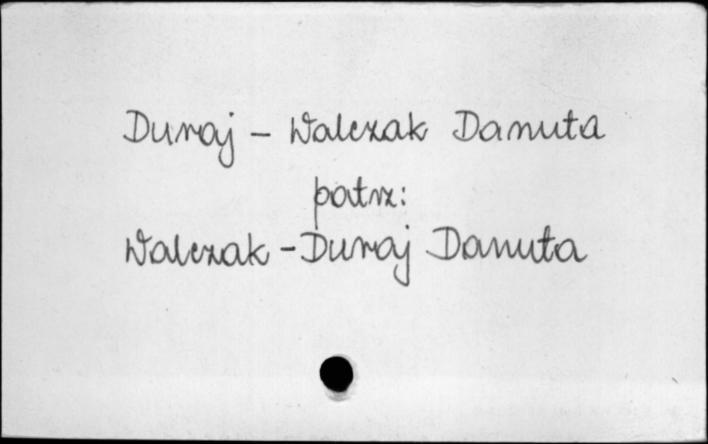 Duraj - Walczak Danuta
patrz:
Walczak - Duraj Danuta